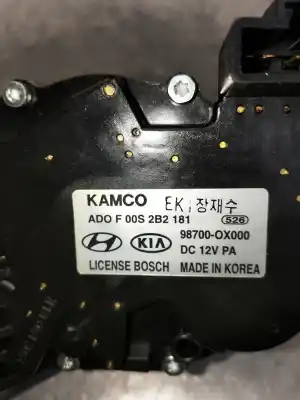 KAMCO EK 장재수
ADO F 00S 2B2 181 526
HYUNDAI KIA 98700-OX000
DC 12V PA
LICENSE BOSCH MADE IN KOREA